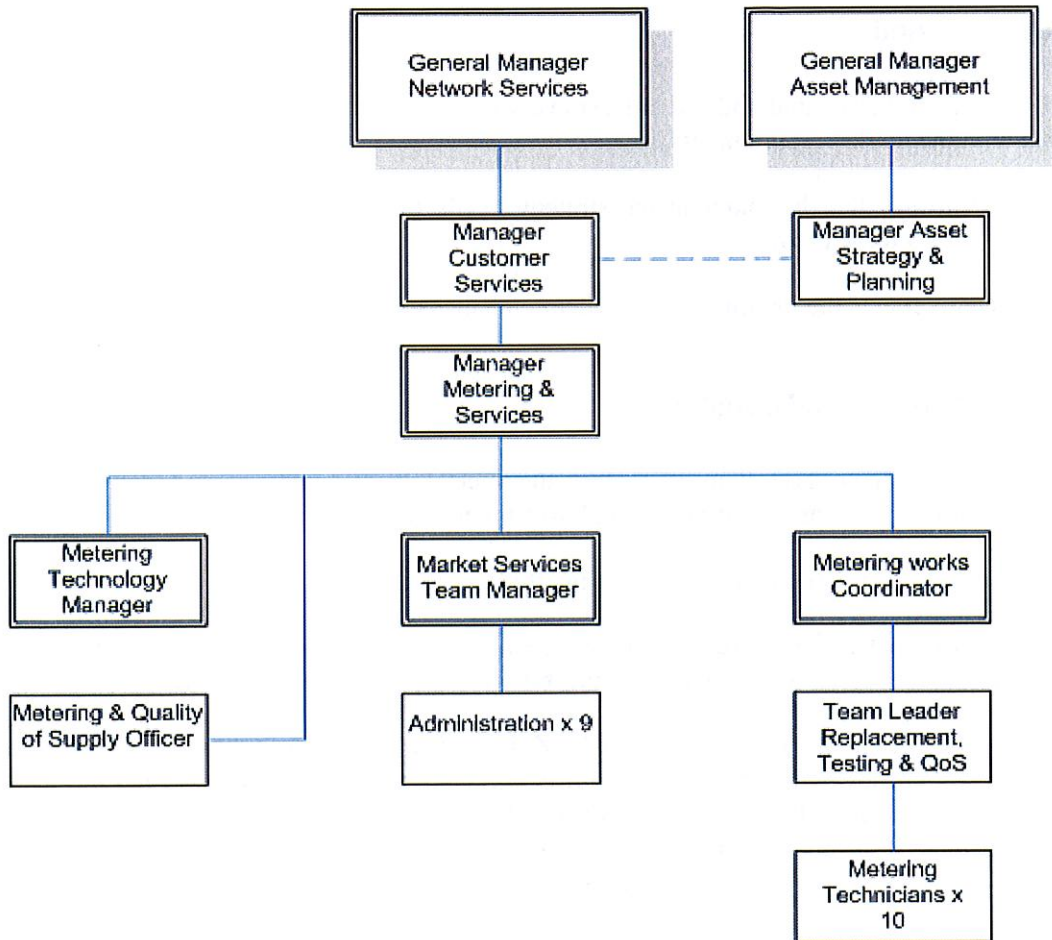 General Manager
Network Services
General Manager
Asset Management
Manager
Customer
Services
Manager Asset
Strategy &
Planning
Manager
Metering &
Services
Metering
Technology
Manager
Market Services
Team Manager
Metering works
Coordinator
Metering & Quality
of Supply Officer
Administration x 9
Team Leader
Replacement,
Testing & QoS
Metering
Technicians x
10